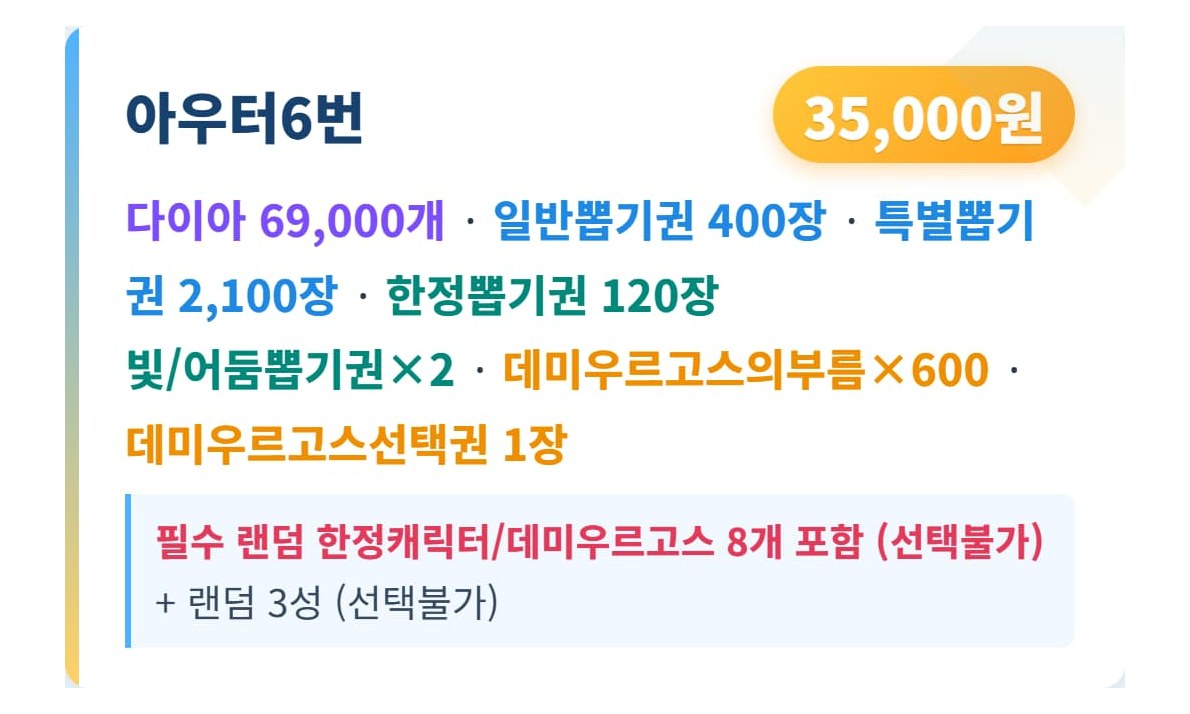 아우터6번
35,000원
다이아 69,000개 · 일반뽑기권 400장 · 특별뽑기
권 2,100장 · 한정뽑기권 120장
빛/어둠뽑기권×2 · 데미우르고스의부름×600 ·
데미우르고스선택권 1장
필수 랜덤 한정캐릭터/데미우르고스 8개 포함 (선택불가)
+ 랜덤 3성 (선택불가)